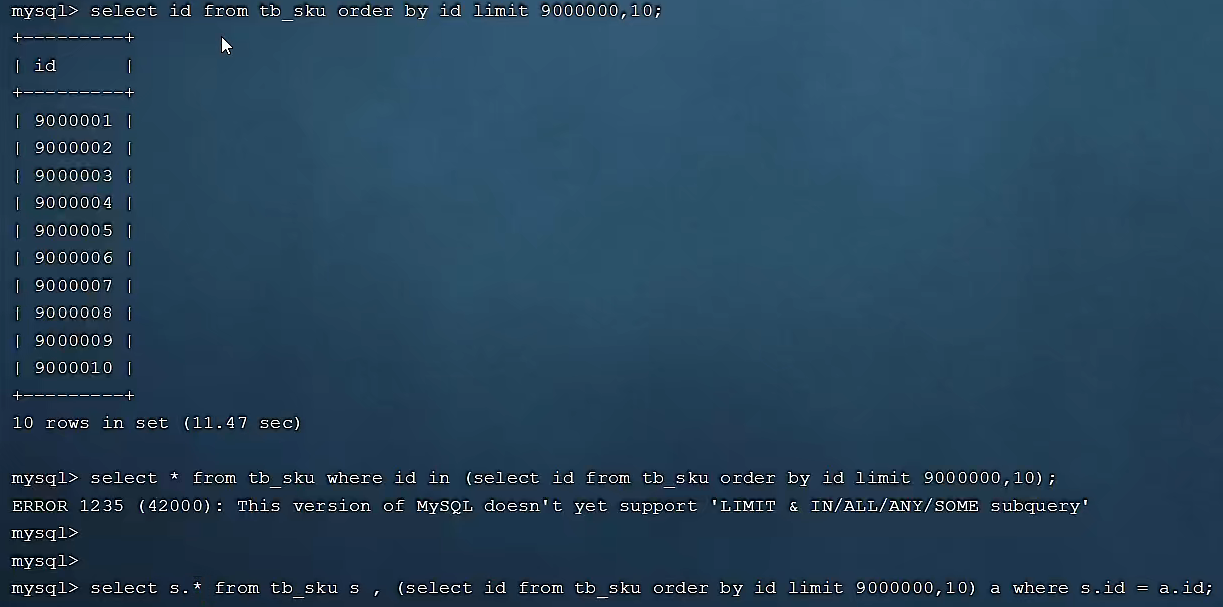 mysql> select id from tb_sku order by id limit 9000000,10;
+---------+
| id      |
+---------+
| 9000001 |
| 9000002 |
| 9000003 |
| 9000004 |
| 9000005 |
| 9000006 |
| 9000007 |
| 9000008 |
| 9000009 |
| 9000010 |
+---------+
10 rows in set (11.47 sec)
mysql> select * from tb_sku where id in (select id from tb_sku order by id limit 9000000,10);
ERROR 1235 (42000): This version of MySQL doesn't yet support 'LIMIT & IN/ALL/ANY/SOME subquery'
mysql>
mysql>
mysql> select s.* from tb_sku s , (select id from tb_sku order by id limit 9000000,10) a where s.id = a.id;